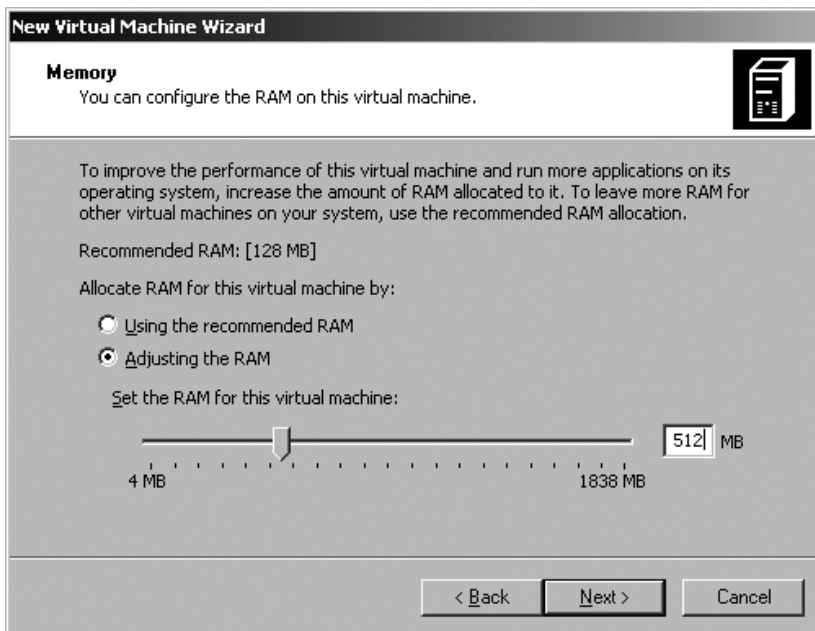 New Virtual Machine Wizard
Memory
You can configure the RAM on this virtual machine.
To improve the performance of this virtual machine and run more applications on its
operating system, increase the amount of RAM allocated to it. To leave more RAM for
other virtual machines on your system, use the recommended RAM allocation.
Recommended RAM: [128 MB]
Allocate RAM for this virtual machine by:
Using the recommended RAM
Adjusting the RAM
Set the RAM for this virtual machine:
512 MB
4 MB 1838 MB
< Back Next > Cancel